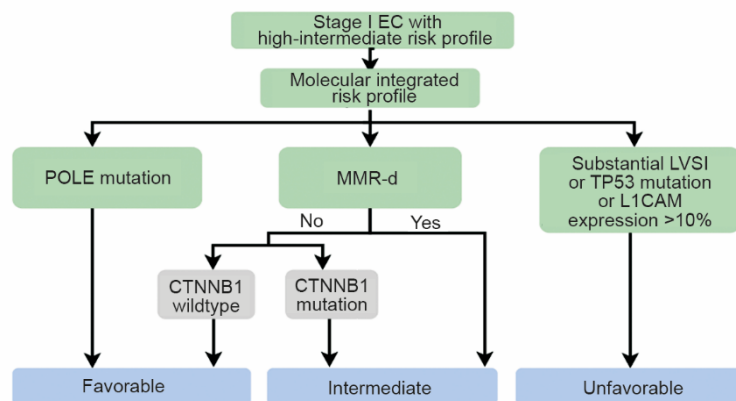 Stage I EC with
high-intermediate risk profile
Molecular integrated
risk profile
POLE mutation
MMR-d
Substantial LVSI
or TP53 mutation
or L1CAM
expression >10%
No
Yes
CTNNB1
wildtype
CTNNB1
mutation
Favorable
Intermediate
Unfavorable